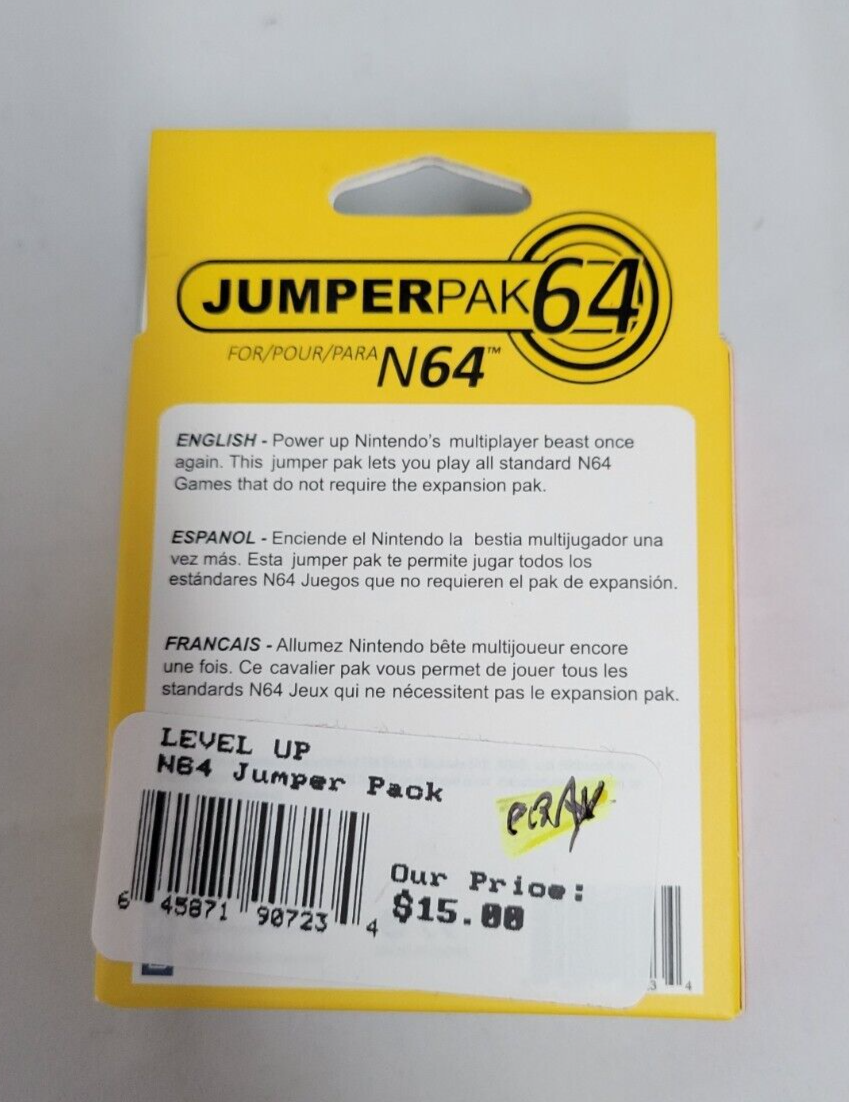 JUMPERPAK64
FOR/POUR/PARA N64™
ENGLISH - Power up Nintendo's multiplayer beast once
again. This jumper pak lets you play all standard N64
Games that do not require the expansion pak.
ESPANOL - Enciende el Nintendo la bestia multijugador una
vez más. Esta jumper pak te permite jugar todos los
estándares N64 Juegos que no requieren el pak de expansión.
FRANCAIS - Allumez Nintendo bête multijoueur encore
une fois. Ce cavalier pak vous permet de jouer tous les
standards N64 Jeux qui ne nécessitent pas le expansion pak.
LEVEL UP
N64 Jumper Pack
Our Price:
$15.00
6 45871 90723 4
3 4